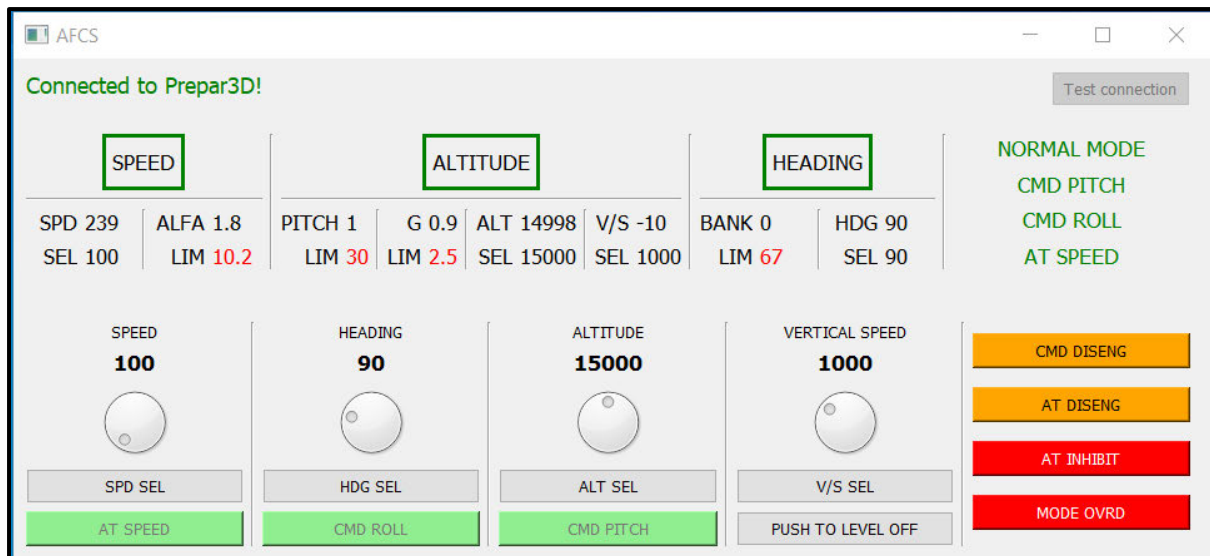 AFCS
Connected to Prepar3D!
Test connection
SPEED
ALTITUDE
HEADING
NORMAL MODE
CMD PITCH
CMD ROLL
AT SPEED
SPD 239
ALFA 1.8
PITCH 1
G 0.9
ALT 14998
V/S -10
BANK 0
HDG 90
SEL 100
LIM 10.2
LIM 30
LIM 2.5
SEL 15000
SEL 1000
LIM 67
SEL 90
SPEED
HEADING
ALTITUDE
VERTICAL SPEED
100
90
15000
1000
SPD SEL
HDG SEL
ALT SEL
V/S SEL
AT SPEED
CMD ROLL
CMD PITCH
PUSH TO LEVEL OFF
CMD DISENG
AT DISENG
AT INHIBIT
MODE OVRD